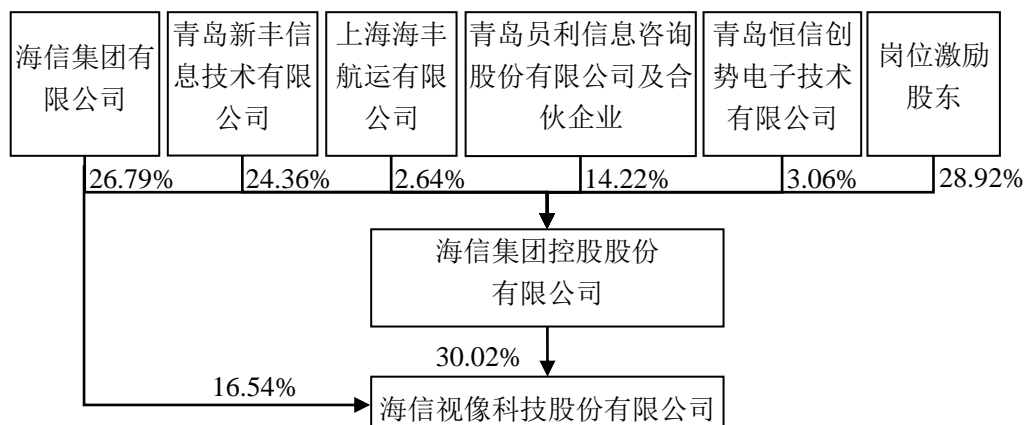 海信集团有
限公司
青岛新丰信
息技术有限
公司
上海海丰
航运有限
公司
青岛员利信息咨询
股份有限公司及合
伙企业
青岛恒信创
势电子技术
有限公司
岗位激励
股东
26.79%
24.36%
2.64%
14.22%
3.06%
28.92%
海信集团控股股份
有限公司
30.02%
16.54%
海信视像科技股份有限公司